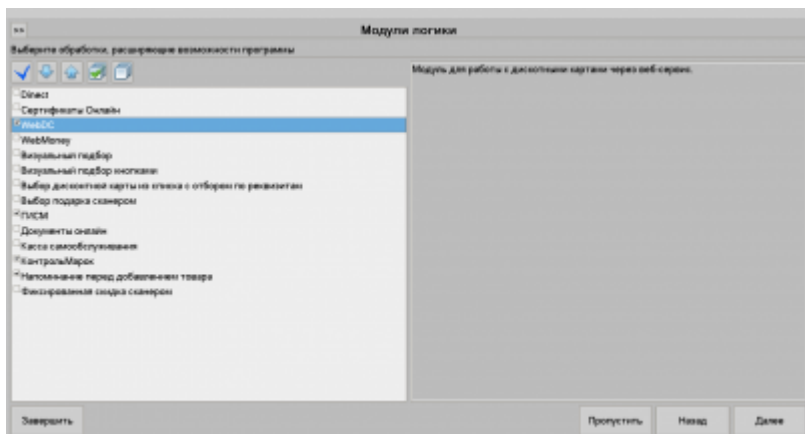 Модули логики
Выберите обработки, расширяющие возможности программы
Модуль для работы с дисконтными картами через веб-сервис.
Direct
Сертификаты Онлайн
WebDC
WebMoney
Визуальный подбор
Визуальный подбор кнопками
Выбор дисконтной карты из списка с отбором по реквизитам
Выбор подарка сканером
ГИСМ
Документы онлайн
Касса самообслуживания
КонтрольМарок
Напоминание перед добавлением товара
Фиксированная скидка сканером
Завершить
Пропустить
Назад
Далее